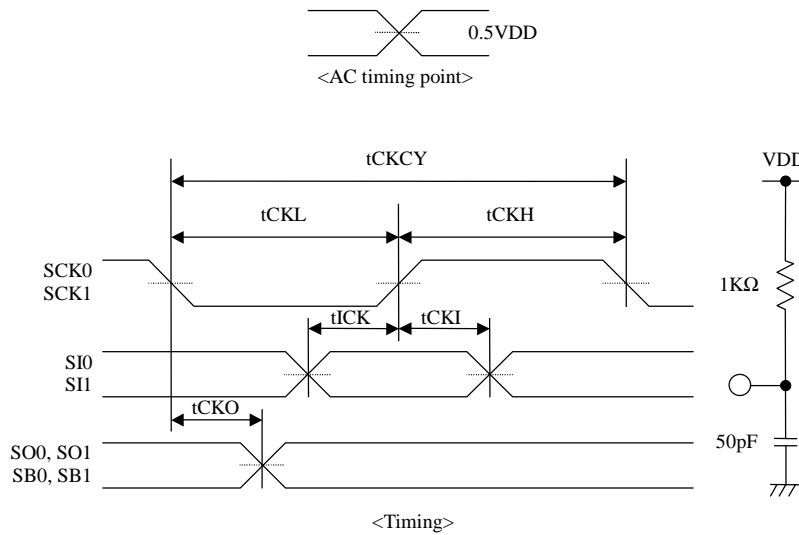 0.5VDD
<AC timing point>
tCKCY
VDD
tCKL
tCKH
SCK0
SCK1
1KΩ
tICK
tCKI
SI0
SI1
tCKO
50pF
SO0, SO1
SB0, SB1
<Timing>